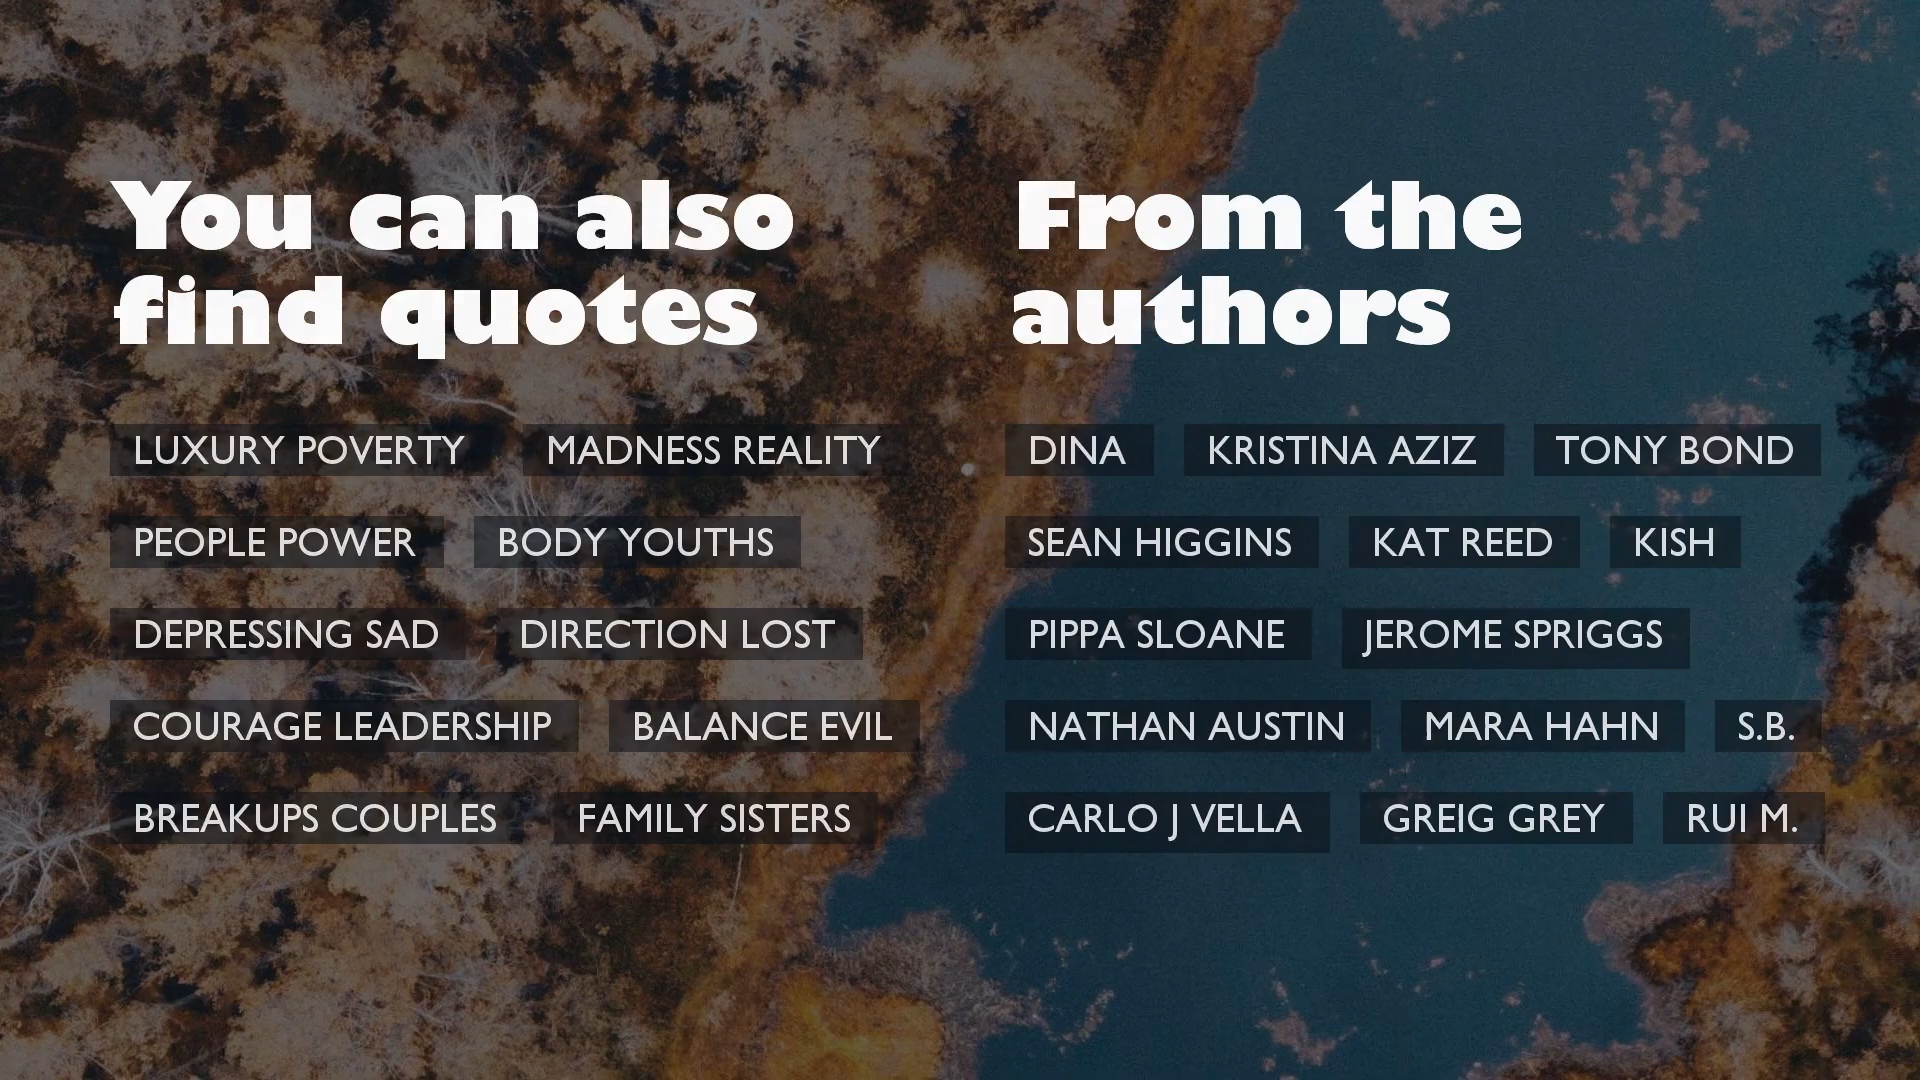 You can also
find quotes
LUXURY POVERTY MADNESS REALITY
PEOPLE POWER BODY YOUTHS
DEPRESSING SAD DIRECTION LOST
COURAGE LEADERSHIP BALANCE EVIL
BREAKUPS COUPLES FAMILY SISTERS
From the
authors
DINA KRISTINA AZIZ TONY BOND
SEAN HIGGINS KAT REED KISH
PIPPA SLOANE JEROME SPRIGGS
NATHAN AUSTIN MARA HAHN S.B.
CARLO J VELLA GREIG GREY RUI M.